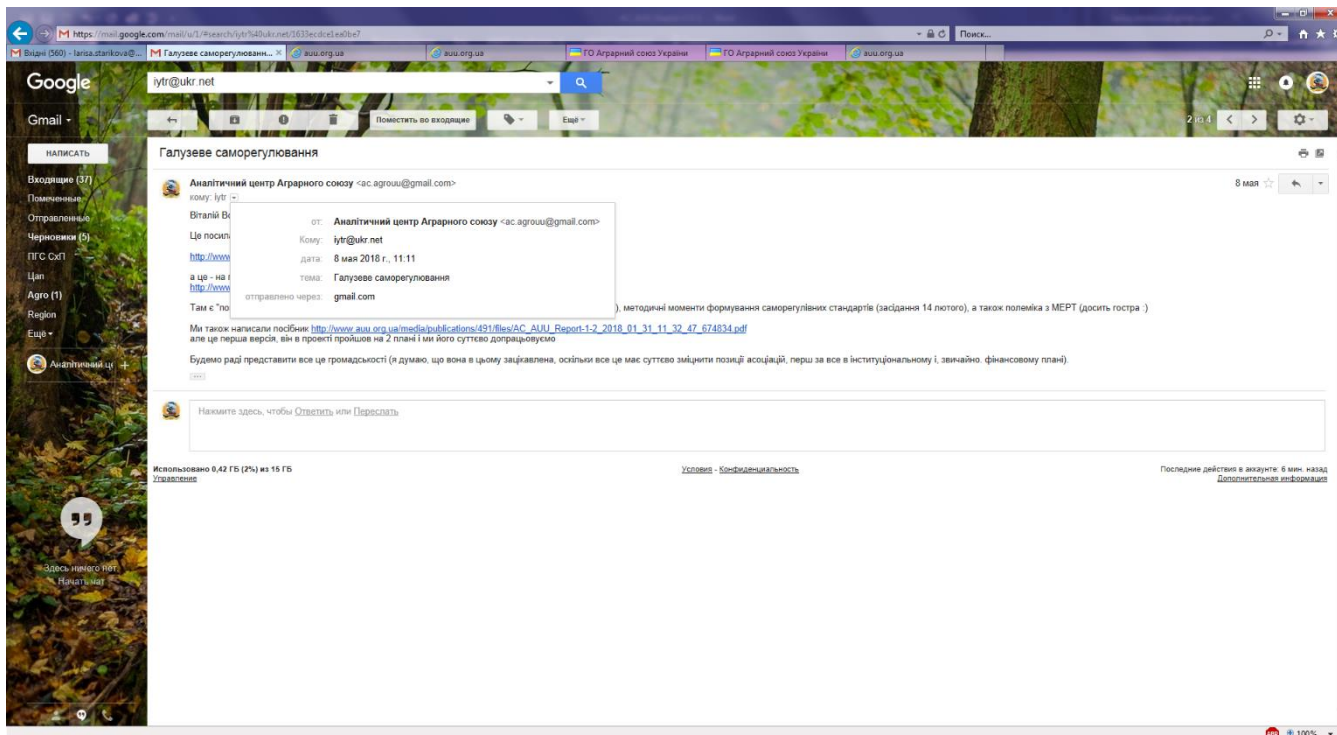 https://mail.google.com/mail/u/1/#search/iytr%40ukr.net/1633ecdce1ea0be7
Поиск...
Вхідні (560) - larisa.starikova@...
Галузеве саморегулюванн...
auu.org.ua
auu.org.ua
ГО Аграрний союз України
ГО Аграрний союз України
auu.org.ua
Google
iytr@ukr.net
Gmail
Поместить во входящие
Ещё
2 из 4
НАПИСАТЬ
Галузеве саморегулювання
Входящие (37)
Помеченные
Отправленные
Черновики (5)
ПГС СхП
Цап
Agro (1)
Region
Ещё
Аналітичний ц
Аналітичний центр Аграрного союзу <ac.agrouu@gmail.com>
8 мая
кому: iytr
Віталій
Це посил
http://www
а це - на
http://www
от: Аналітичний центр Аграрного союзу <ac.agrouu@gmail.com>
Кому: iytr@ukr.net
дата: 8 мая 2018 г., 11:11
тема: Галузеве саморегулювання
отправлено через: gmail.com
Там є "по ), методичні моменти формування саморегулівних стандартів (засідання 14 лютого), а також полеміка з МЕРТ (досить гостра :)
Ми також написали посібник http://www.auu.org.ua/media/publications/491/files/AC_AUU_Report-1-2_2018_01_31_11_32_47_674834.pdf
але це перша версія, він в проекті пройшов на 2 плані і ми його суттєво допрацьовуємо
Будемо раді представити все це громадськості (я думаю, що вона в цьому зацікавлена, оскільки все це має суттєво зміцнити позиції асоціацій, перш за все в інституціональному і, звичайно. фінансовому плані).
Нажмите здесь, чтобы Ответить или Переслать
Использовано 0,42 ГБ (2%) из 15 ГБ
Управление
Условия - Конфиденциальность
Последние действия в аккаунте: 6 мин. назад
Дополнительная информация
Здесь ничего нет.
Начать чат
100%